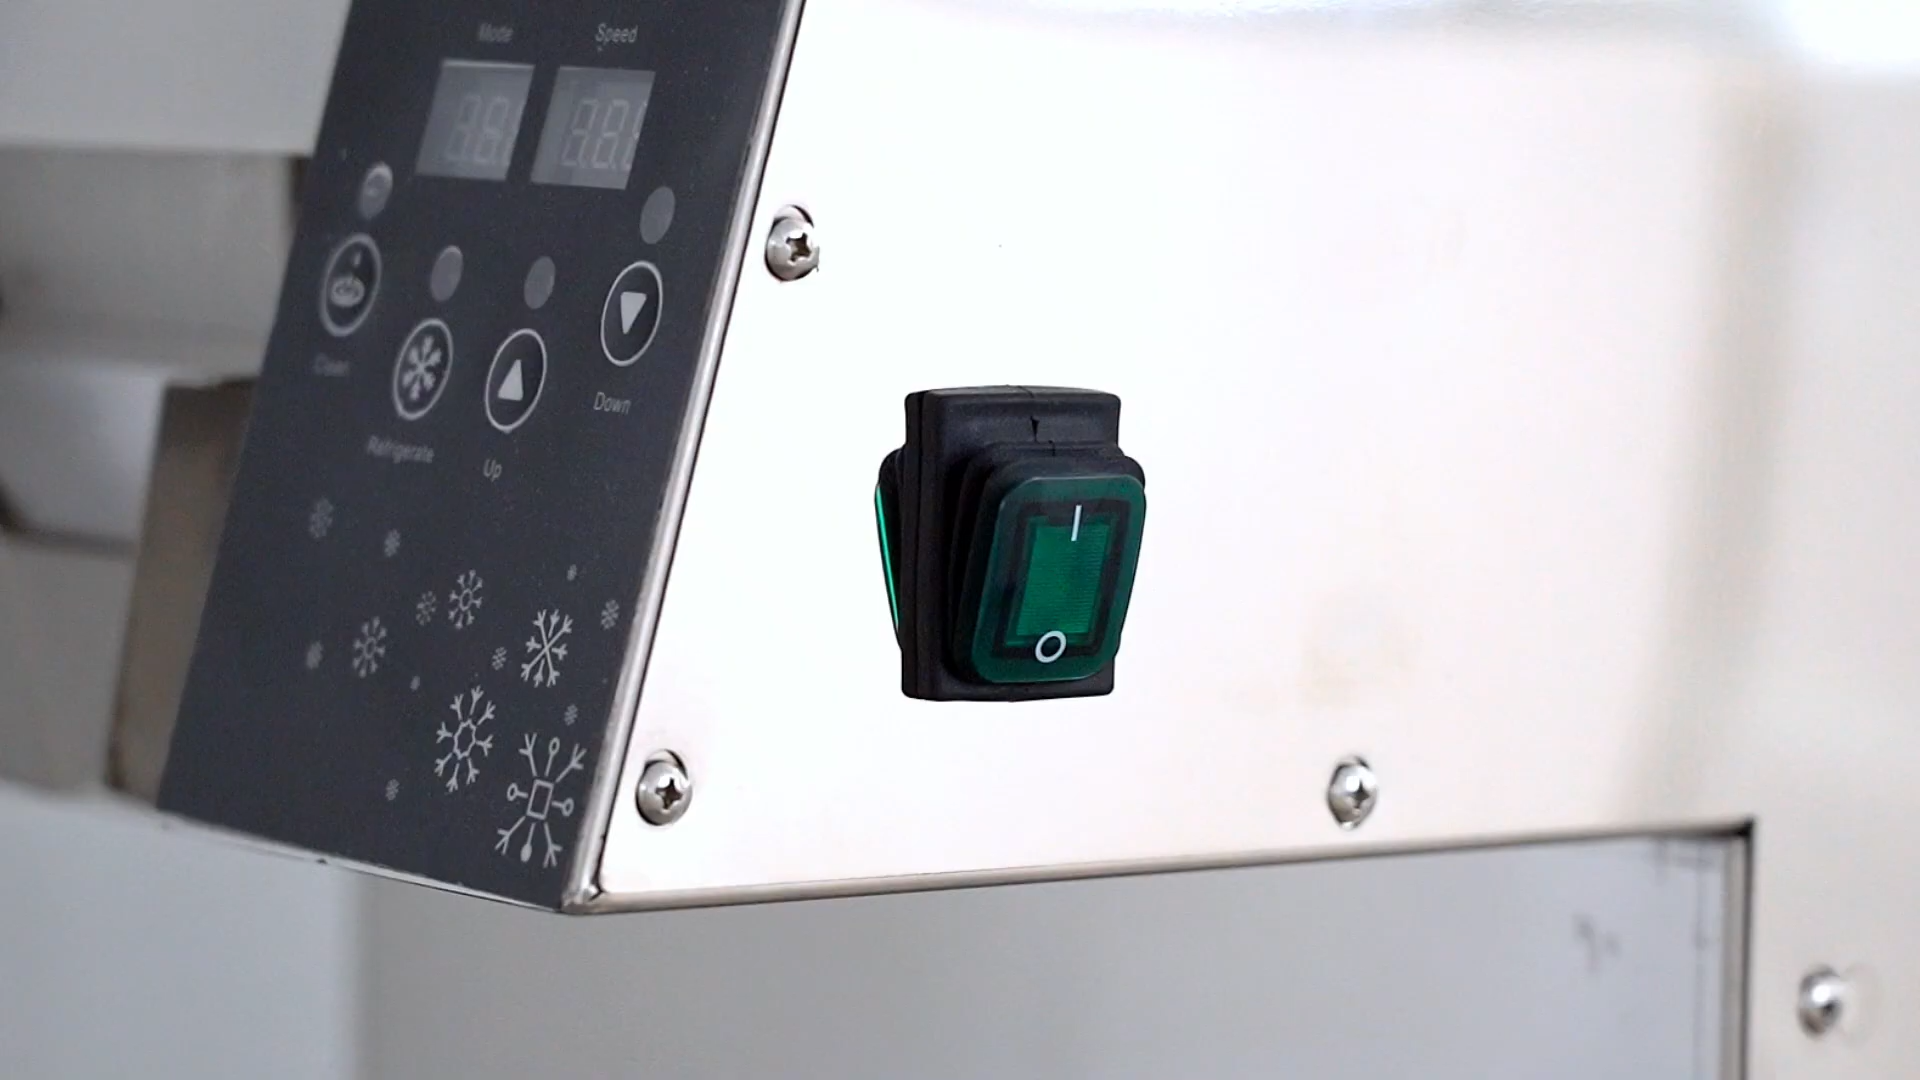 Mode Speed
Clean
Refrigerate
Up
Down